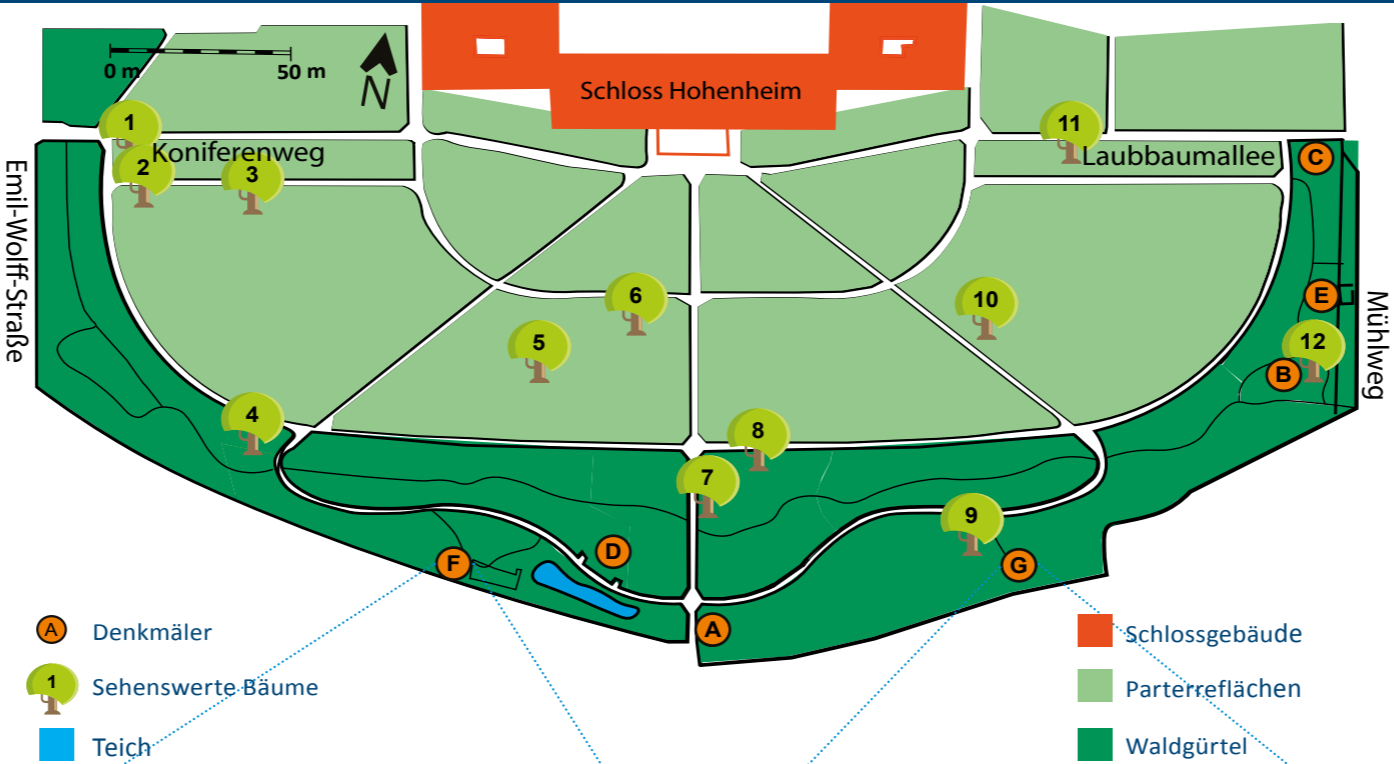 0 m 50 m
N
Schloss Hohenheim
1
11
Koniferenweg
Laubbaumallee
C
2
3
Emil-Wolff-Straße
6
10
E
Mühlweg
5
12
B
4
8
7
9
D
F
G
A
A Denkmäler
1 Sehenswerte Bäume
Teich
Schlossgebäude
Parterreflächen
Waldgürtel